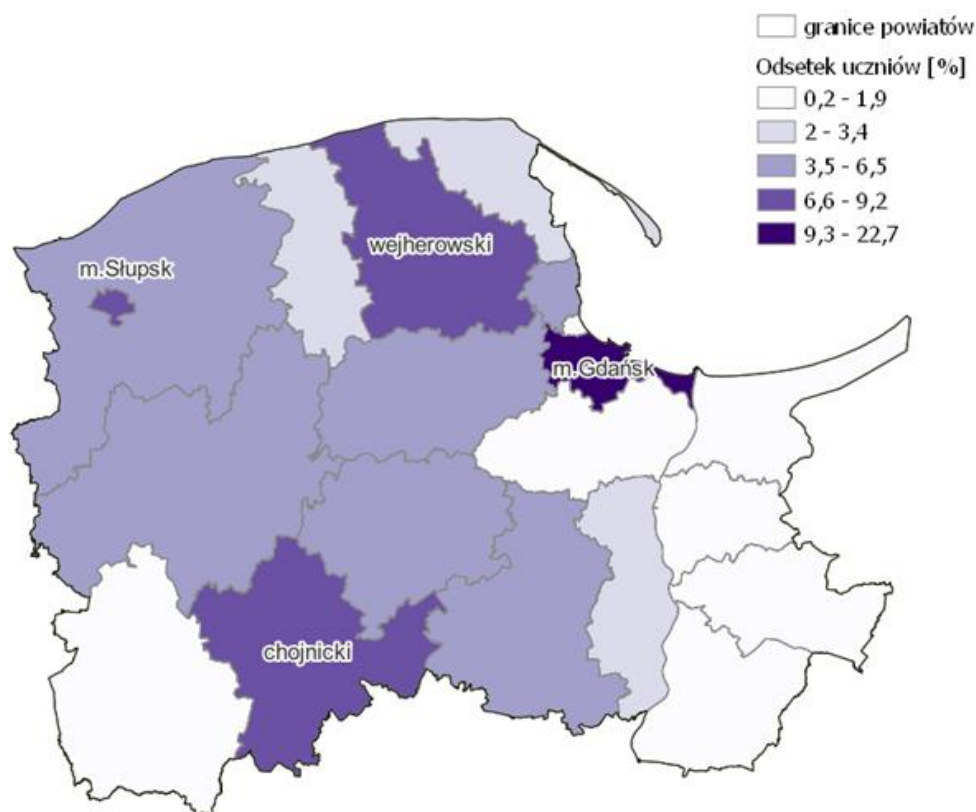 granice powiatów
Odsetek uczniów [%]
0,2 - 1,9
2 - 3,4
3,5 - 6,5
6,6 - 9,2
9,3 - 22,7
wejherowski
m.Słupsk
m.Gdańsk
chojnicki